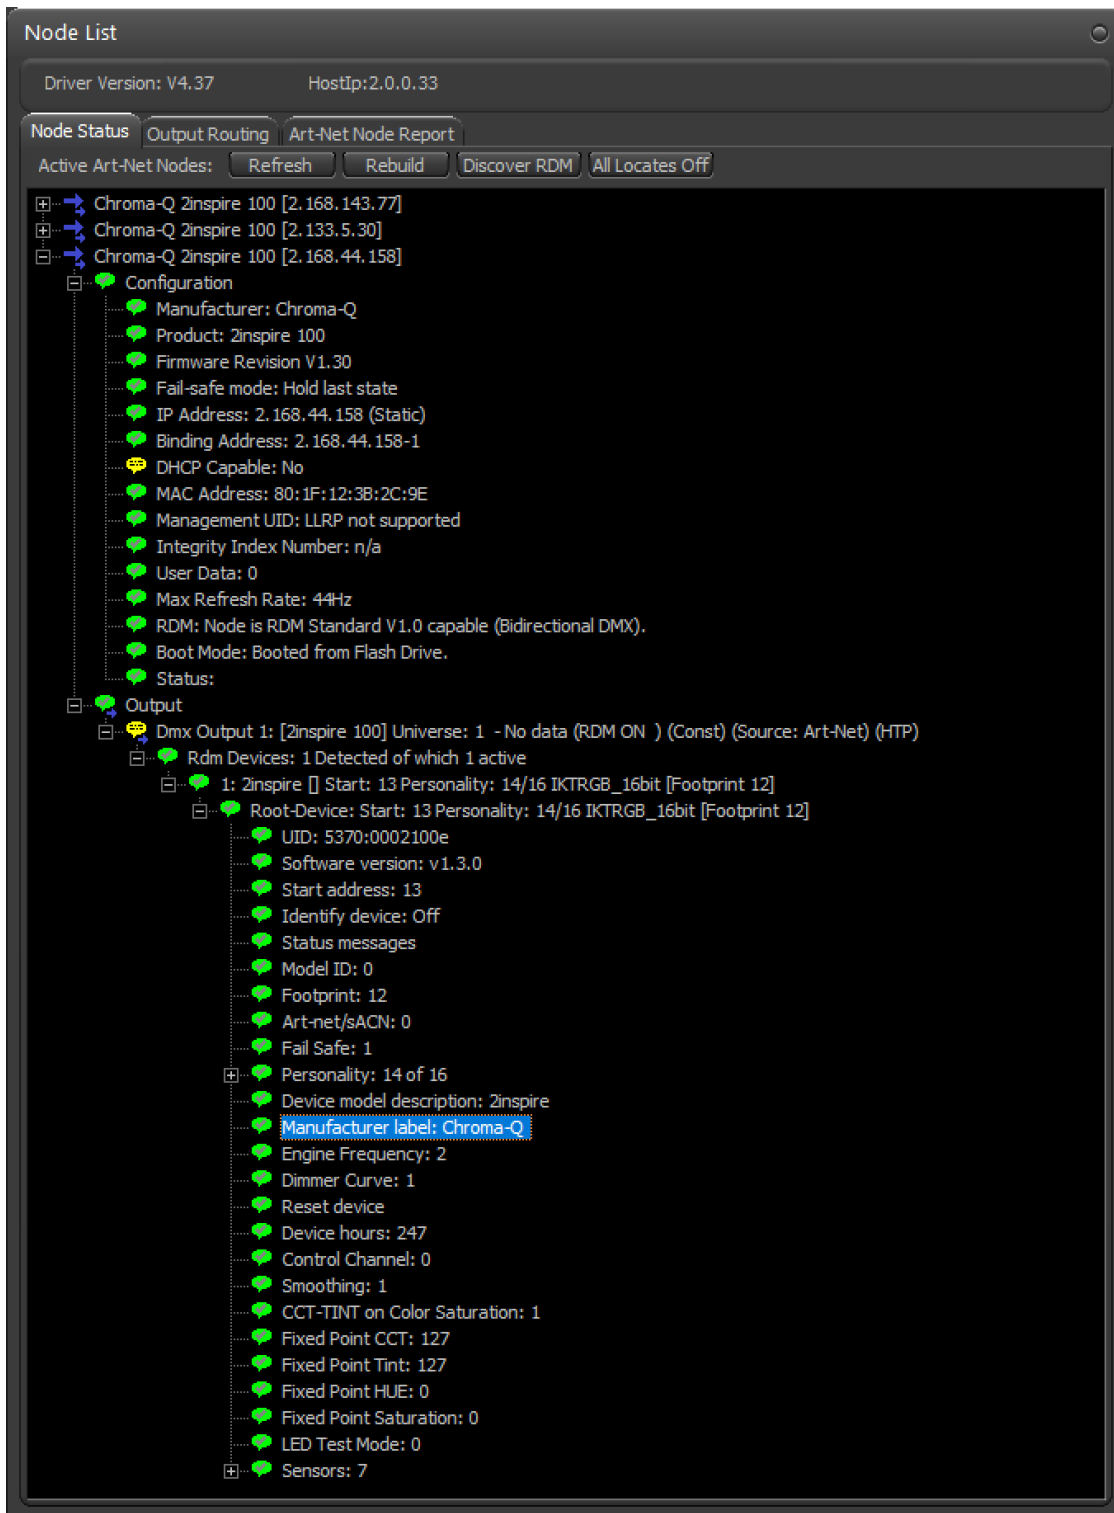 Node List
Driver Version: V4.37 HostIp:2.0.0.33
Node Status Output Routing Art-Net Node Report
Active Art-Net Nodes: Refresh Rebuild Discover RDM All Locates Off
Chroma-Q 2inspire 100 [2.168.143.77]
Chroma-Q 2inspire 100 [2.133.5.30]
Chroma-Q 2inspire 100 [2.168.44.158]
Configuration
Manufacturer: Chroma-Q
Product: 2inspire 100
Firmware Revision V1.30
Fail-safe mode: Hold last state
IP Address: 2.168.44.158 (Static)
Binding Address: 2.168.44.158-1
DHCP Capable: No
MAC Address: 80:1F:12:3B:2C:9E
Management UID: LLRP not supported
Integrity Index Number: n/a
User Data: 0
Max Refresh Rate: 44Hz
RDM: Node is RDM Standard V1.0 capable (Bidirectional DMX).
Boot Mode: Booted from Flash Drive.
Status:
Output
Dmx Output 1: [2inspire 100] Universe: 1 - No data (RDM ON ) (Const) (Source: Art-Net) (HTP)
Rdm Devices: 1 Detected of which 1 active
1: 2inspire [] Start: 13 Personality: 14/16 IKTRGB_16bit [Footprint 12]
Root-Device: Start: 13 Personality: 14/16 IKTRGB_16bit [Footprint 12]
UID: 5370:0002100e
Software version: v1.3.0
Start address: 13
Identify device: Off
Status messages
Model ID: 0
Footprint: 12
Art-net/sACN: 0
Fail Safe: 1
Personality: 14 of 16
Device model description: 2inspire
Manufacturer label: Chroma-Q
Engine Frequency: 2
Dimmer Curve: 1
Reset device
Device hours: 247
Control Channel: 0
Smoothing: 1
CCT-TINT on Color Saturation: 1
Fixed Point CCT: 127
Fixed Point Tint: 127
Fixed Point HUE: 0
Fixed Point Saturation: 0
LED Test Mode: 0
Sensors: 7